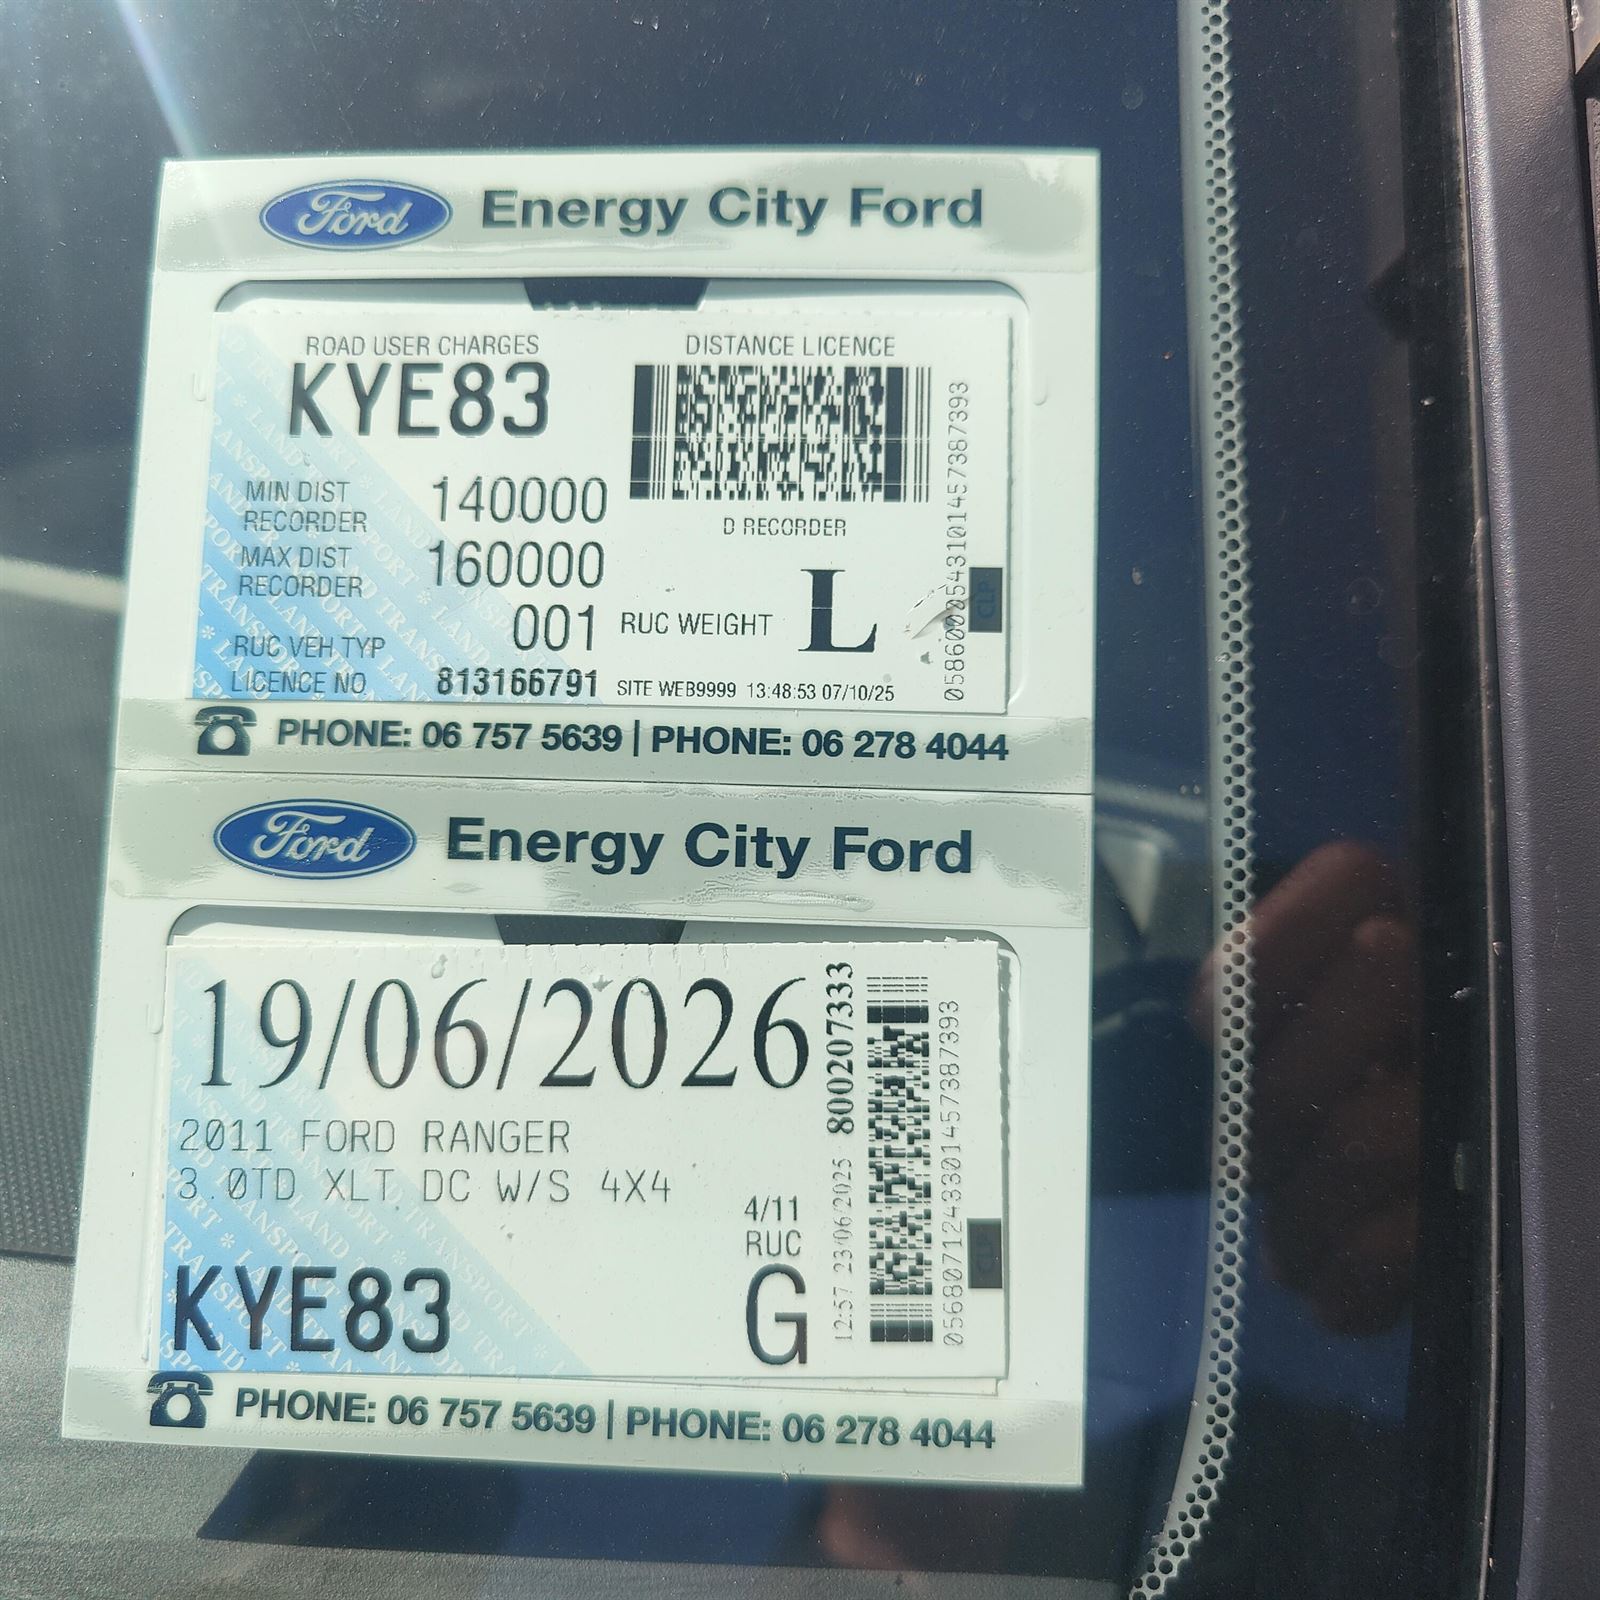 Ford Energy City Ford
ROAD USER CHARGES DISTANCE LICENCE
KYE83
MIN DIST RECORDER 140000
D RECORDER
MAX DIST RECORDER 160000
RUC VEH TYP 001 RUC WEIGHT L
LICENCE NO 813166791 SITE WEB9999 13:48:53 07/10/25
CLP
PHONE: 06 757 5639 | PHONE: 06 278 4044
Ford Energy City Ford
19/06/2026
2011 FORD RANGER
3.0TD XLT DC W/S 4X4
4/11
RUC
KYE83 G
12:57 23/06/2025 800207333
PHONE: 06 757 5639 | PHONE: 06 278 4044